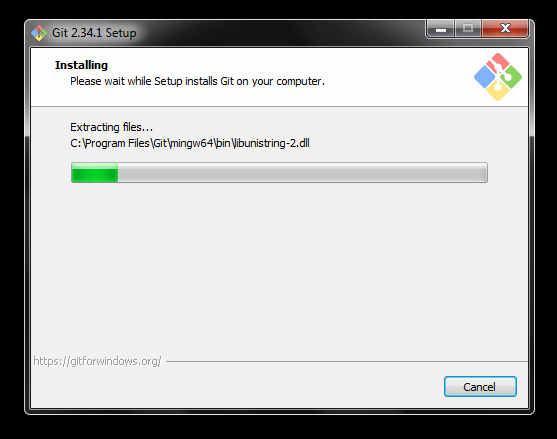 Git 2.34.1 Setup
Installing
Please wait while Setup installs Git on your computer.
Extracting files...
C:\Program Files\Git\mingw64\bin\libunistring-2.dll
https://gitforwindows.org/
Cancel